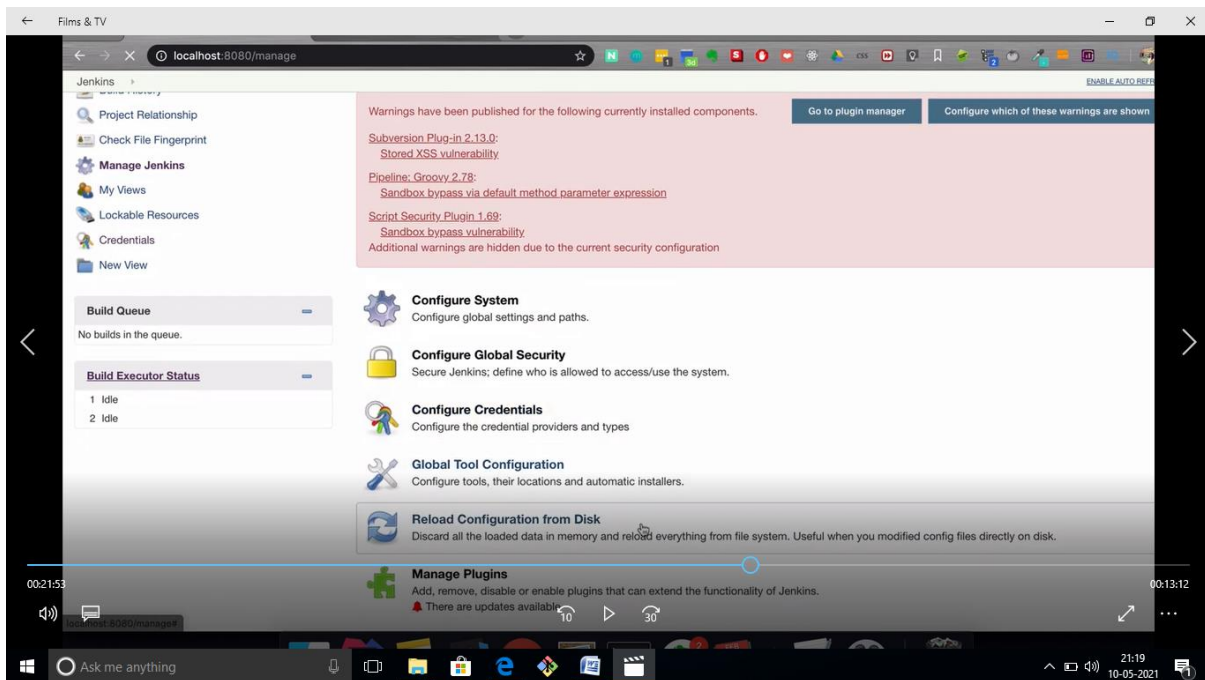 Films & TV
localhost:8080/manage
Jenkins
ENABLE AUTO REFR
Build History
Project Relationship
Check File Fingerprint
Manage Jenkins
My Views
Lockable Resources
Credentials
New View
Build Queue
No builds in the queue.
Build Executor Status
1 Idle
2 Idle
Warnings have been published for the following currently installed components.
Go to plugin manager
Configure which of these warnings are shown
Subversion Plug-in 2.13.0:
Stored XSS vulnerability
Pipeline: Groovy 2.78:
Sandbox bypass via default method parameter expression
Script Security Plugin 1.69:
Sandbox bypass vulnerability
Additional warnings are hidden due to the current security configuration
Configure System
Configure global settings and paths.
Configure Global Security
Secure Jenkins; define who is allowed to access/use the system.
Configure Credentials
Configure the credential providers and types
Global Tool Configuration
Configure tools, their locations and automatic installers.
Reload Configuration from Disk
Discard all the loaded data in memory and reload everything from file system. Useful when you modified config files directly on disk.
Manage Plugins
Add, remove, disable or enable plugins that can extend the functionality of Jenkins.
There are updates available
00:21:53
00:13:12
10
30
localhost:8080/manage#
Ask me anything
21:19
10-05-2021